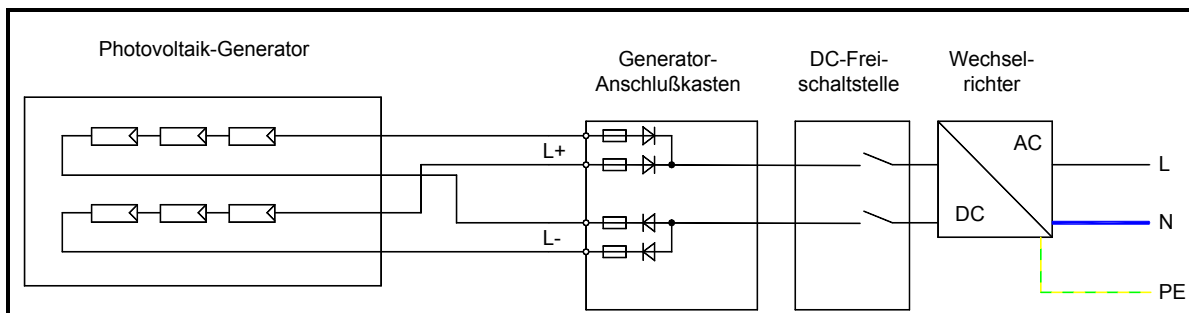 Photovoltaik-Generator
Generator-
Anschlußkasten
DC-Frei-
schaltstelle
Wechsel-
richter
L+
L-
AC
DC
L
N
PE